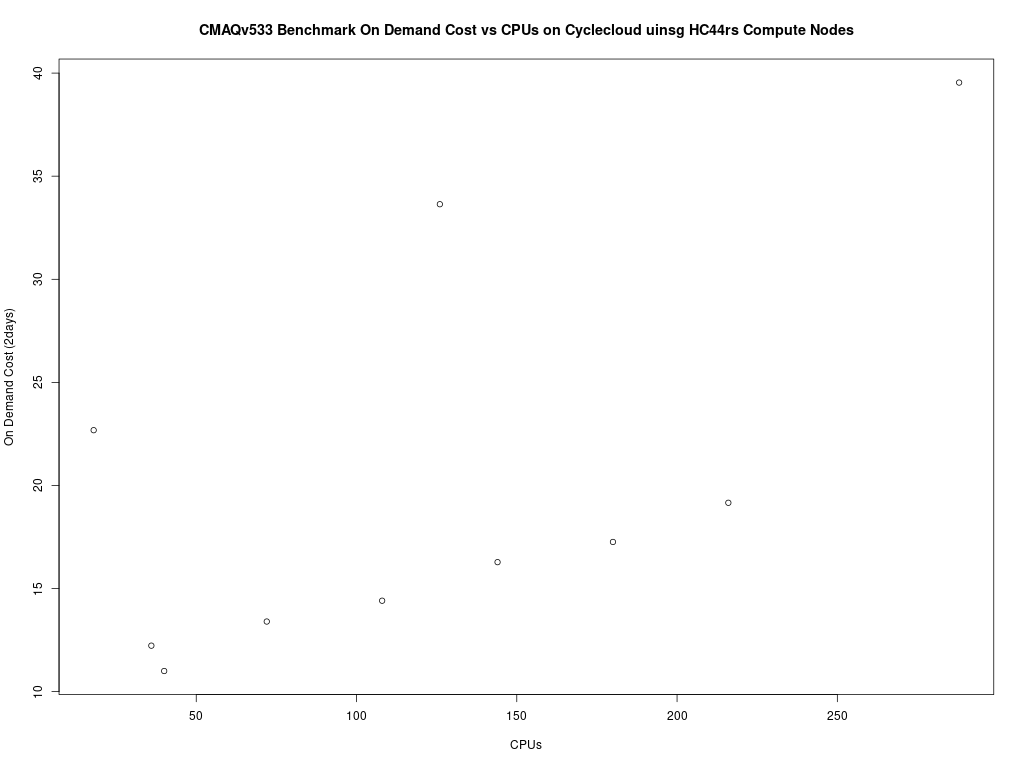 CMAQv533 Benchmark On Demand Cost vs CPUs on Cyclecloud uinsg HC44rs Compute Nodes
On Demand Cost (2days)
40
35
30
25
20
15
10
50 100 150 200 250
CPUs